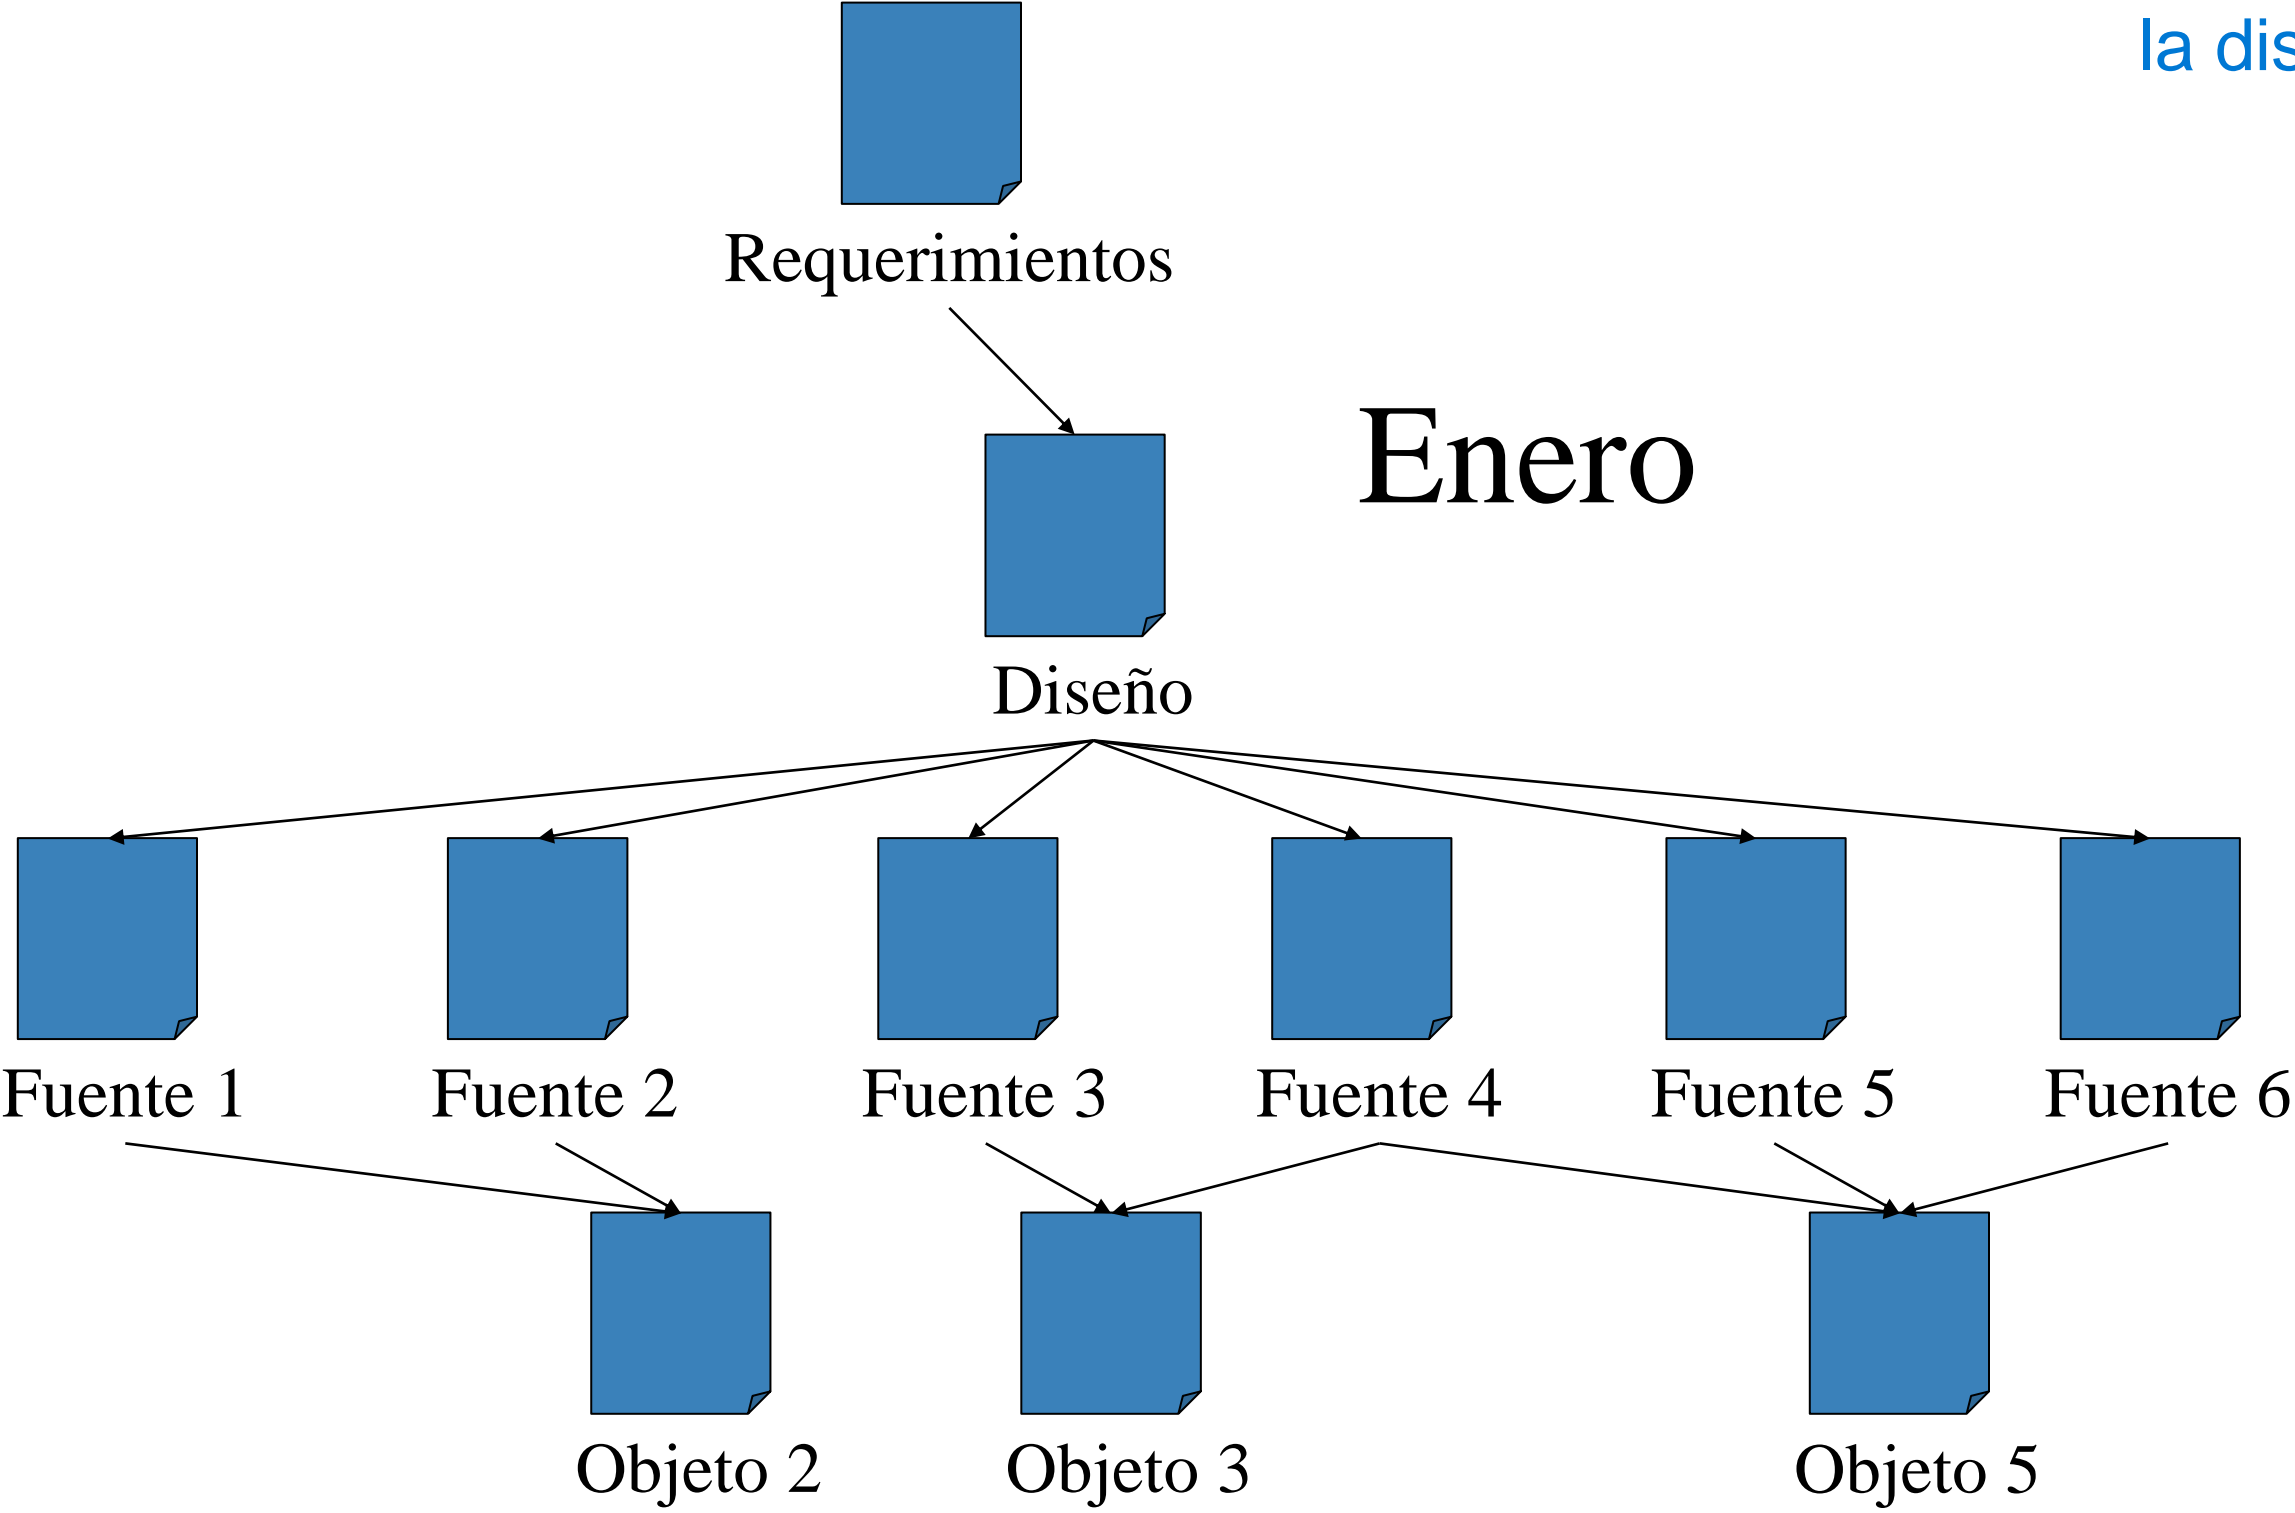 la dis
Requerimientos
Enero
Diseño
Fuente 1
Fuente 2
Fuente 3
Fuente 4
Fuente 5
Fuente 6
Objeto 2
Objeto 3
Objeto 5